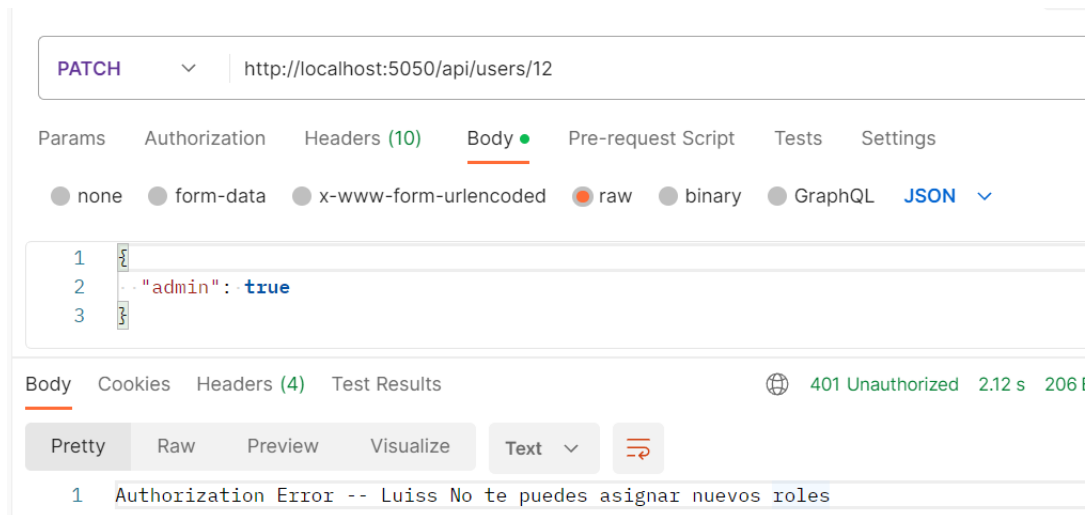 PATCH http://localhost:5050/api/users/12
Params Authorization Headers (10) Body Pre-request Script Tests Settings
none form-data x-www-form-urlencoded raw binary GraphQL JSON
1 {
2 "admin": true
3 }
Body Cookies Headers (4) Test Results 401 Unauthorized 2.12 s 206
Pretty Raw Preview Visualize Text
1 Authorization Error -- Luiss No te puedes asignar nuevos roles